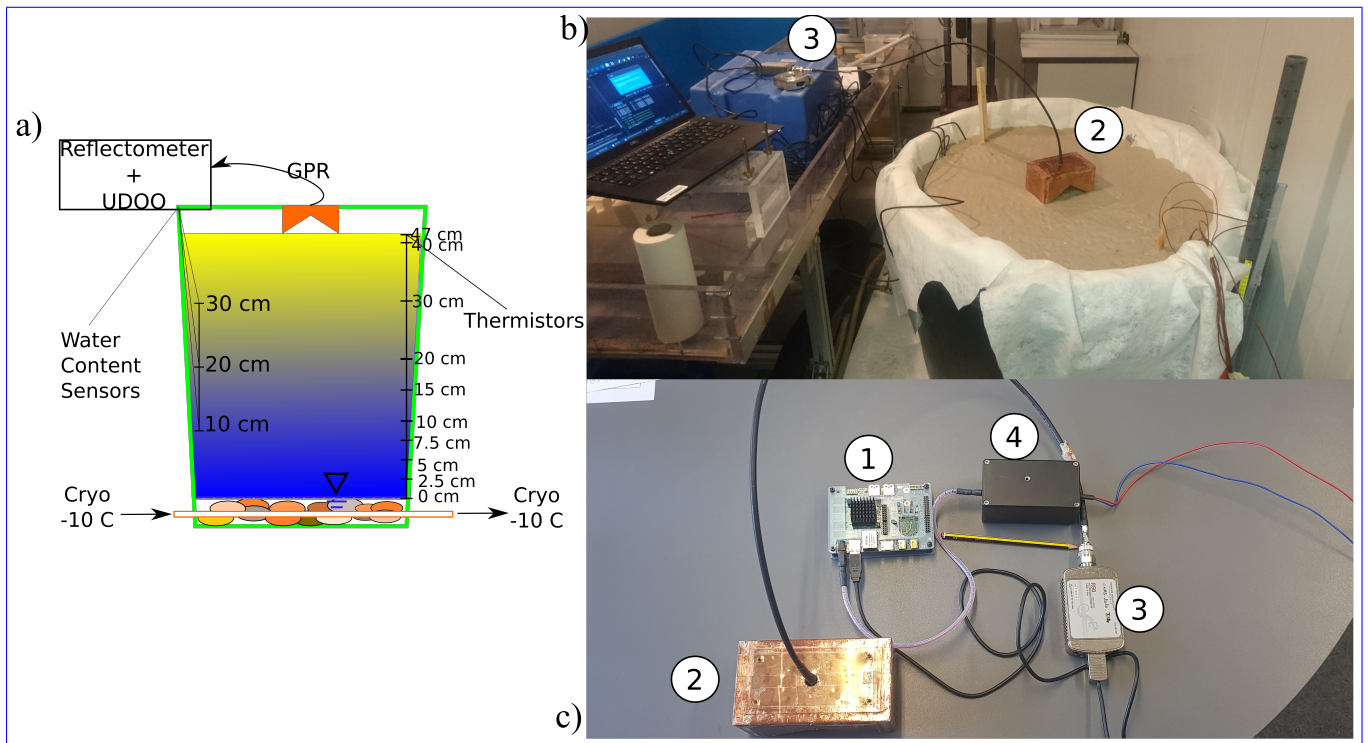 a)
Reflectometer
+
UDOO
GPR
47 cm
40 cm
30 cm
30 cm
Thermistors
Water
Content
Sensors
20 cm
20 cm
15 cm
10 cm
10 cm
7.5 cm
5 cm
2.5 cm
0 cm
Cryo
-10 C
Cryo
-10 C
b)
3
2
1
4
3
2
c)